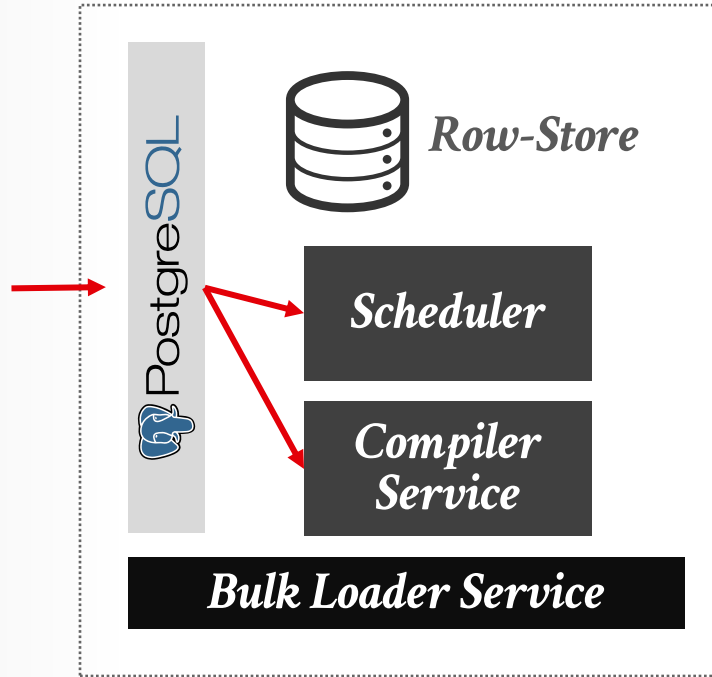 PostgreSQL
Row-Store
Scheduler
Compiler
Service
Bulk Loader Service